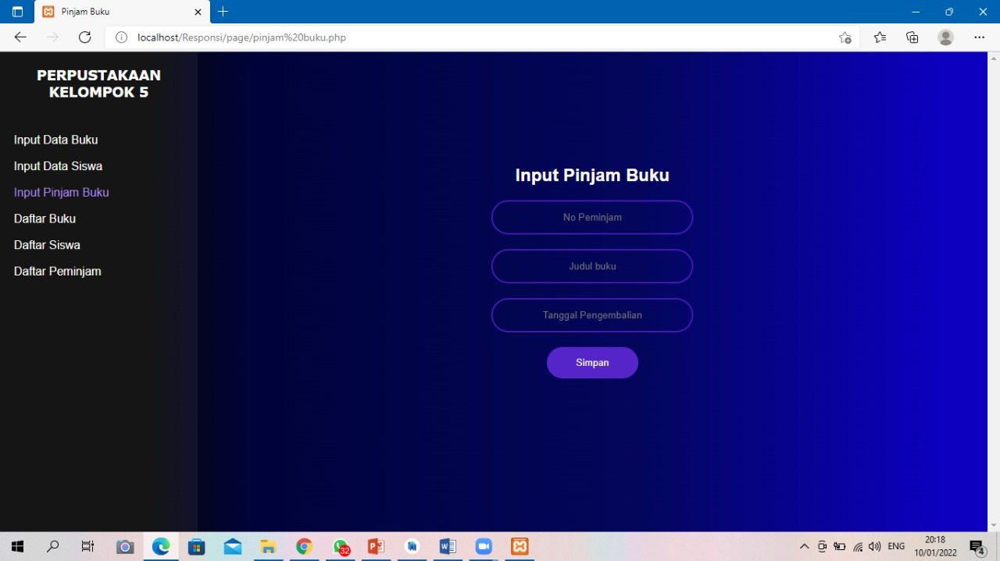 Pinjam Buku
localhost/Responsi/page/pinjam%20buku.php
PERPUSTAKAAN
KELOMPOK 5
Input Data Buku
Input Data Siswa
Input Pinjam Buku
Daftar Buku
Daftar Siswa
Daftar Peminjam
Input Pinjam Buku
No Peminjam
Judul buku
Tanggal Pengembalian
Simpan
32
ENG
20:18
10/01/2022
4